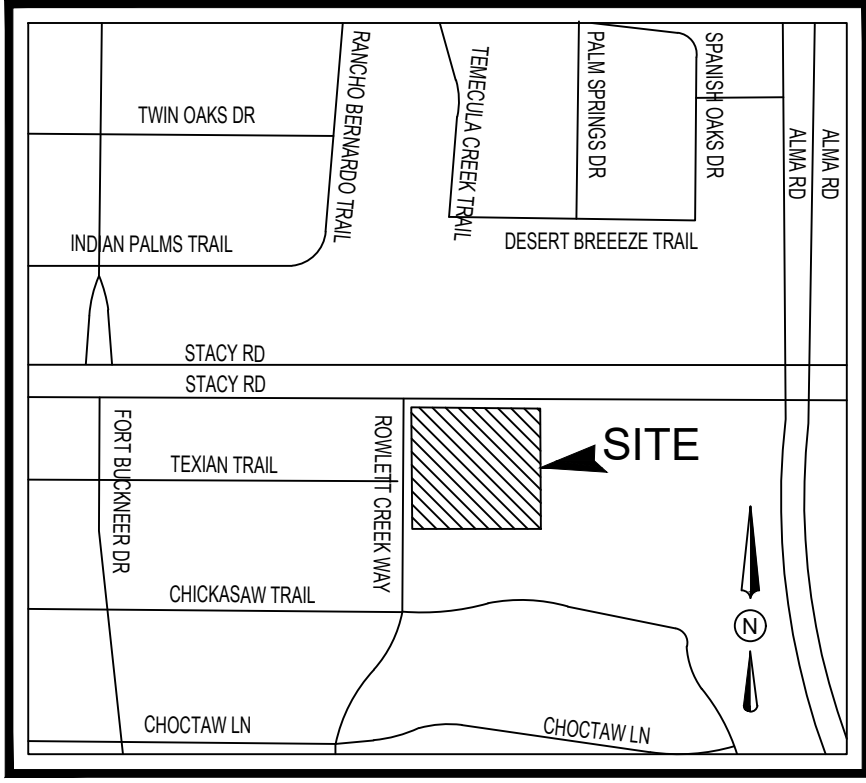 TWIN OAKS DR
RANCHO BERNARDO TRAIL
TEMECULA CREEK TRAIL
PALM SPRINGS DR
SPANISH OAKS DR
ALMA RD
ALMA RD
INDIAN PALMS TRAIL
DESERT BREEEZE TRAIL
STACY RD
STACY RD
FORT BUCKNEER DR
TEXIAN TRAIL
ROWLETT CREEK WAY
SITE
CHICKASAW TRAIL
N
CHOCTAW LN
CHOCTAW LN